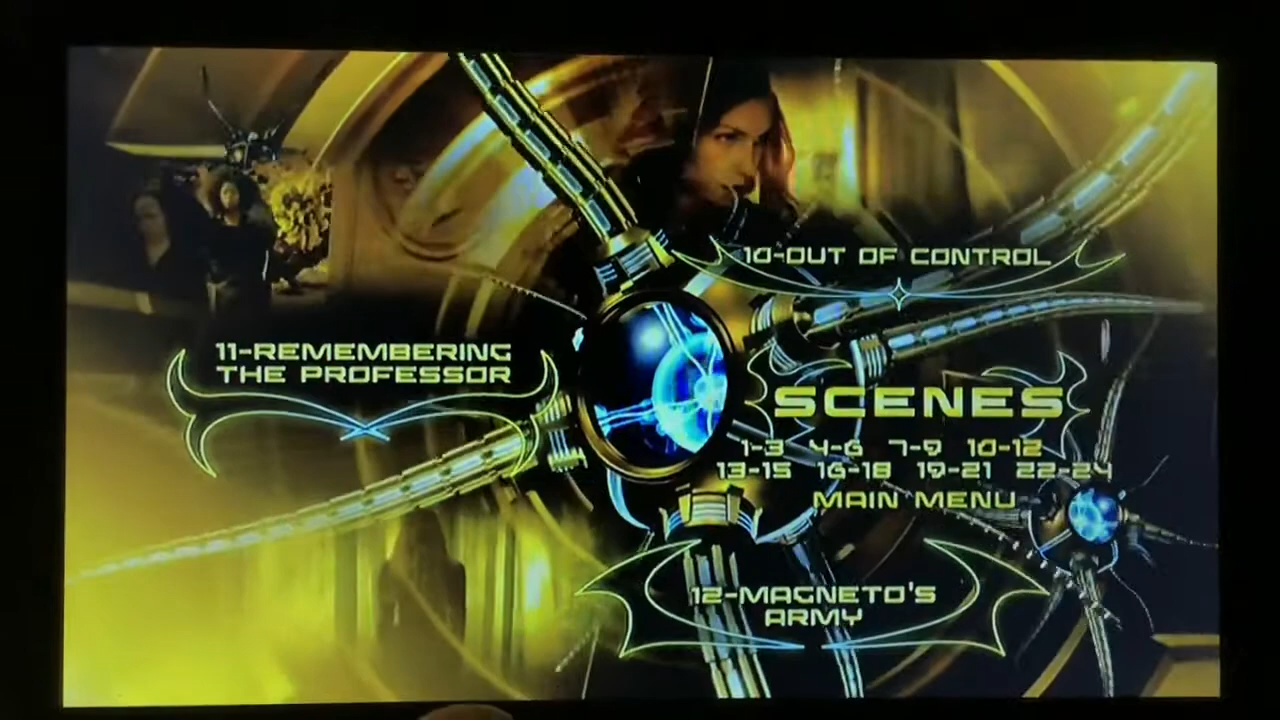 10-OUT OF CONTROL
11-REMEMBERING
THE PROFESSOR
SCENES
1-3 4-6 7-9 10-12
13-15 16-18 19-21 22-24
MAIN MENU
12-MAGNETO'S
ARMY